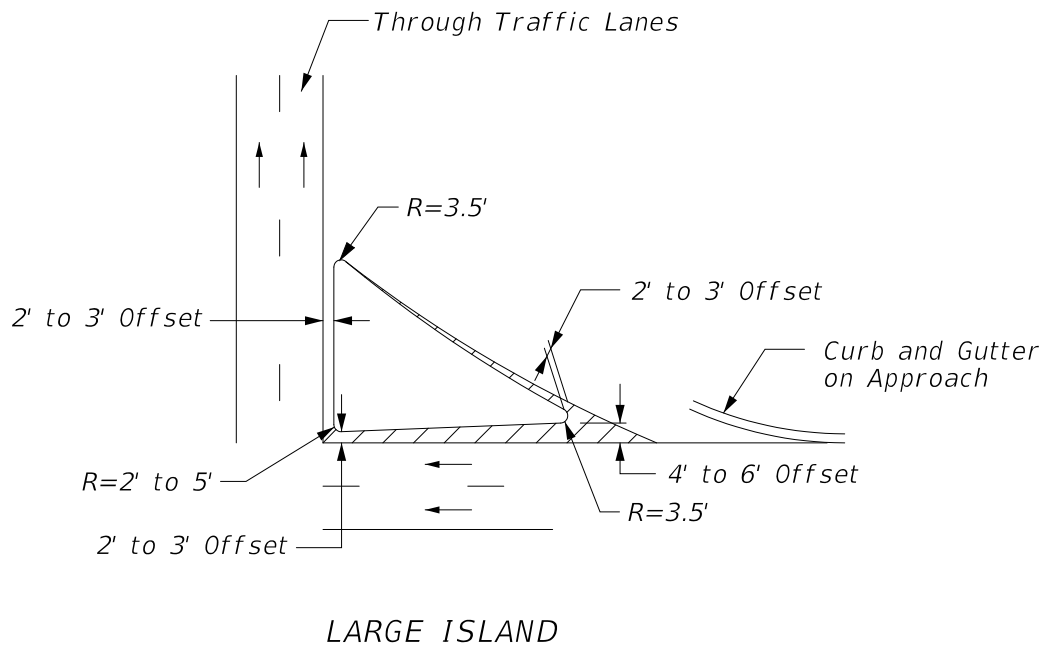 Through Traffic Lanes
R=3.5'
2' to 3' Offset
2' to 3' Offset
Curb and Gutter
on Approach
R=2' to 5'
4' to 6' Offset
R=3.5'
2' to 3' Offset
LARGE ISLAND